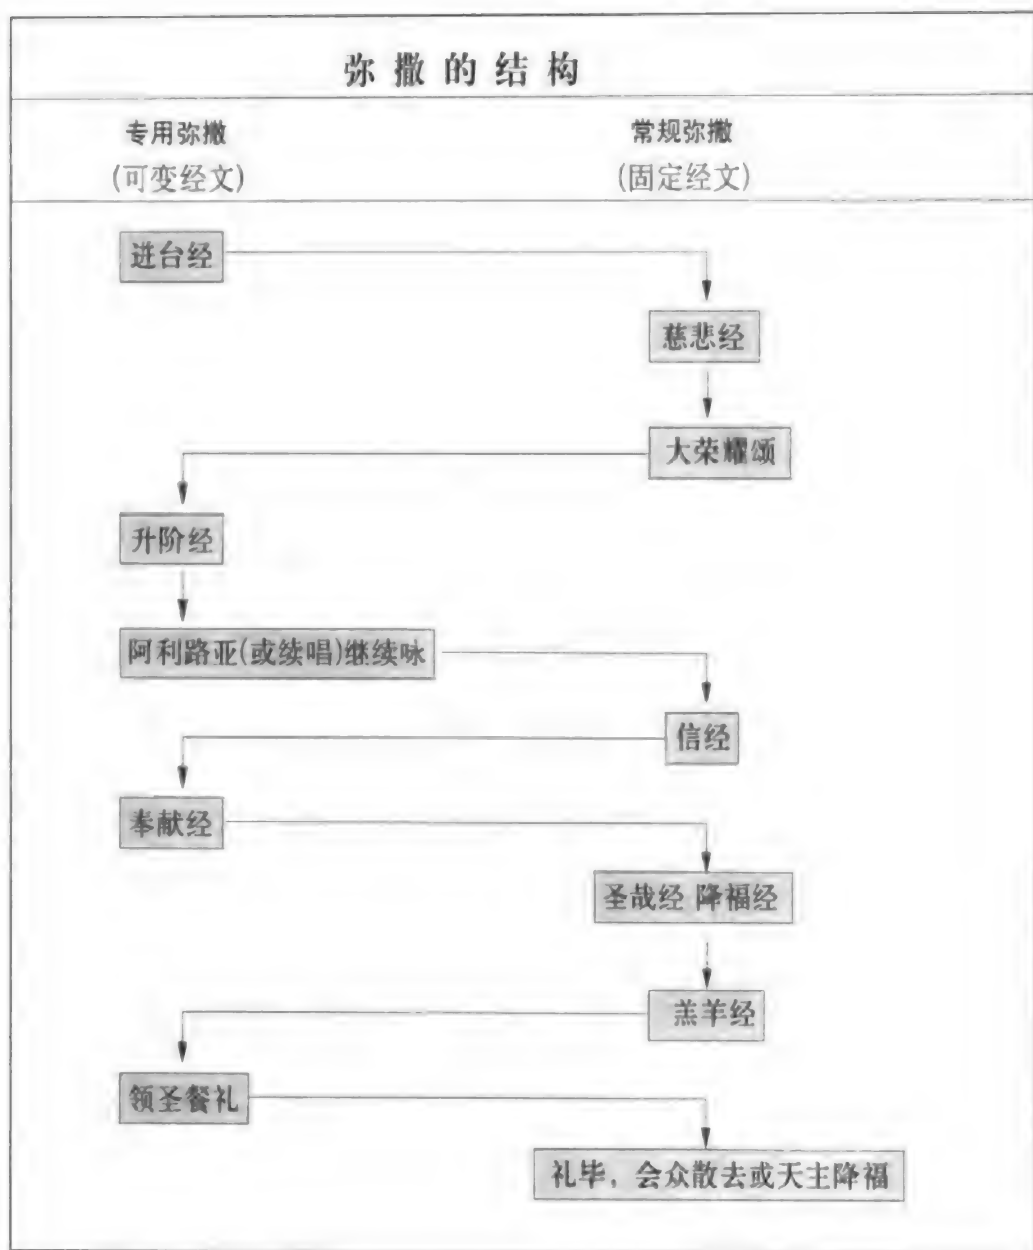 弥撒的结构
专用弥撒
常规弥撒
(可变经文)
(固定经文)
进台经
慈悲经
大荣耀颂
升阶经
阿利路亚(或续唱)继续咏
信经
奉献经
圣哉经 降福经
羔羊经
领圣餐礼
礼毕，会众散去或天主降福